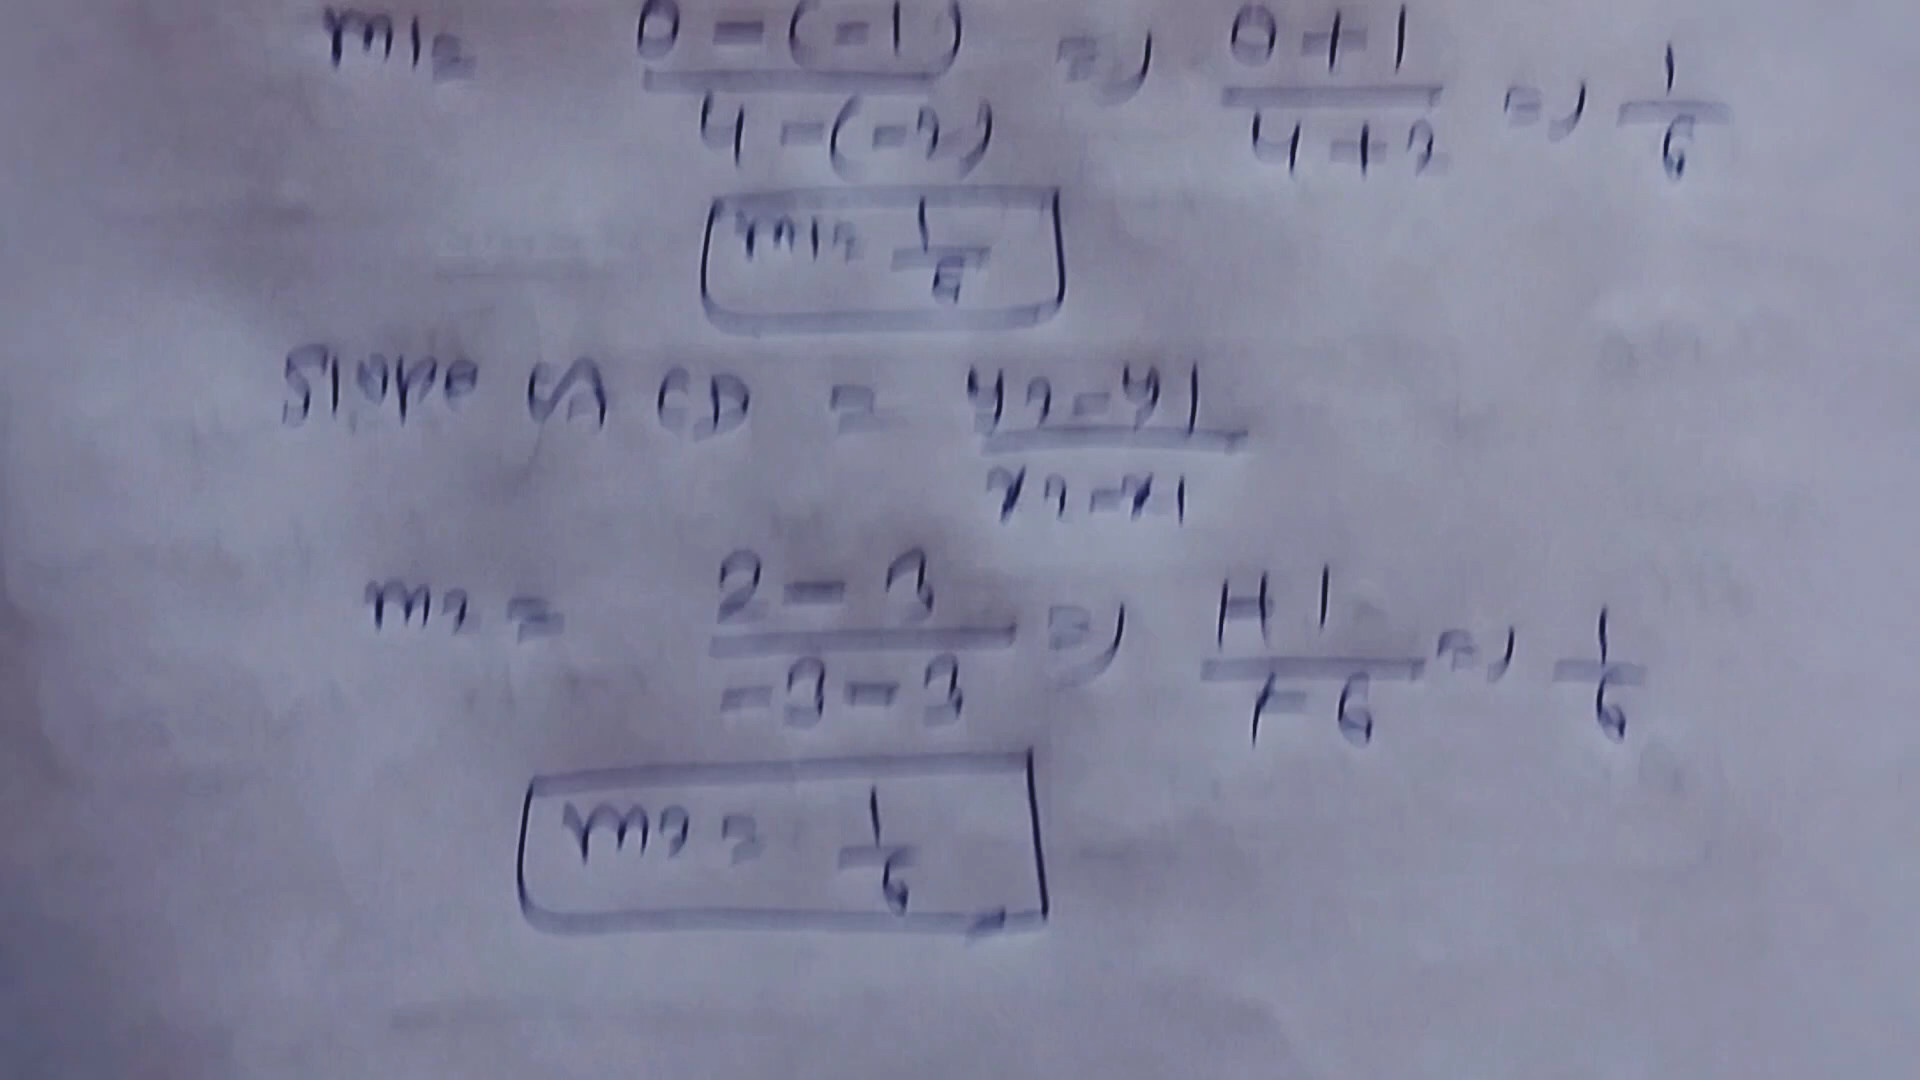 m1 = 0-(-1) / 4-(-2) => 0+1 / 4+2 => 1/6
m1 = 1/6
Slope of CD = y2-y1 / x2-x1
m2 = 2-3 / -3-3 => -1 / -6 => 1/6
m2 = 1/6